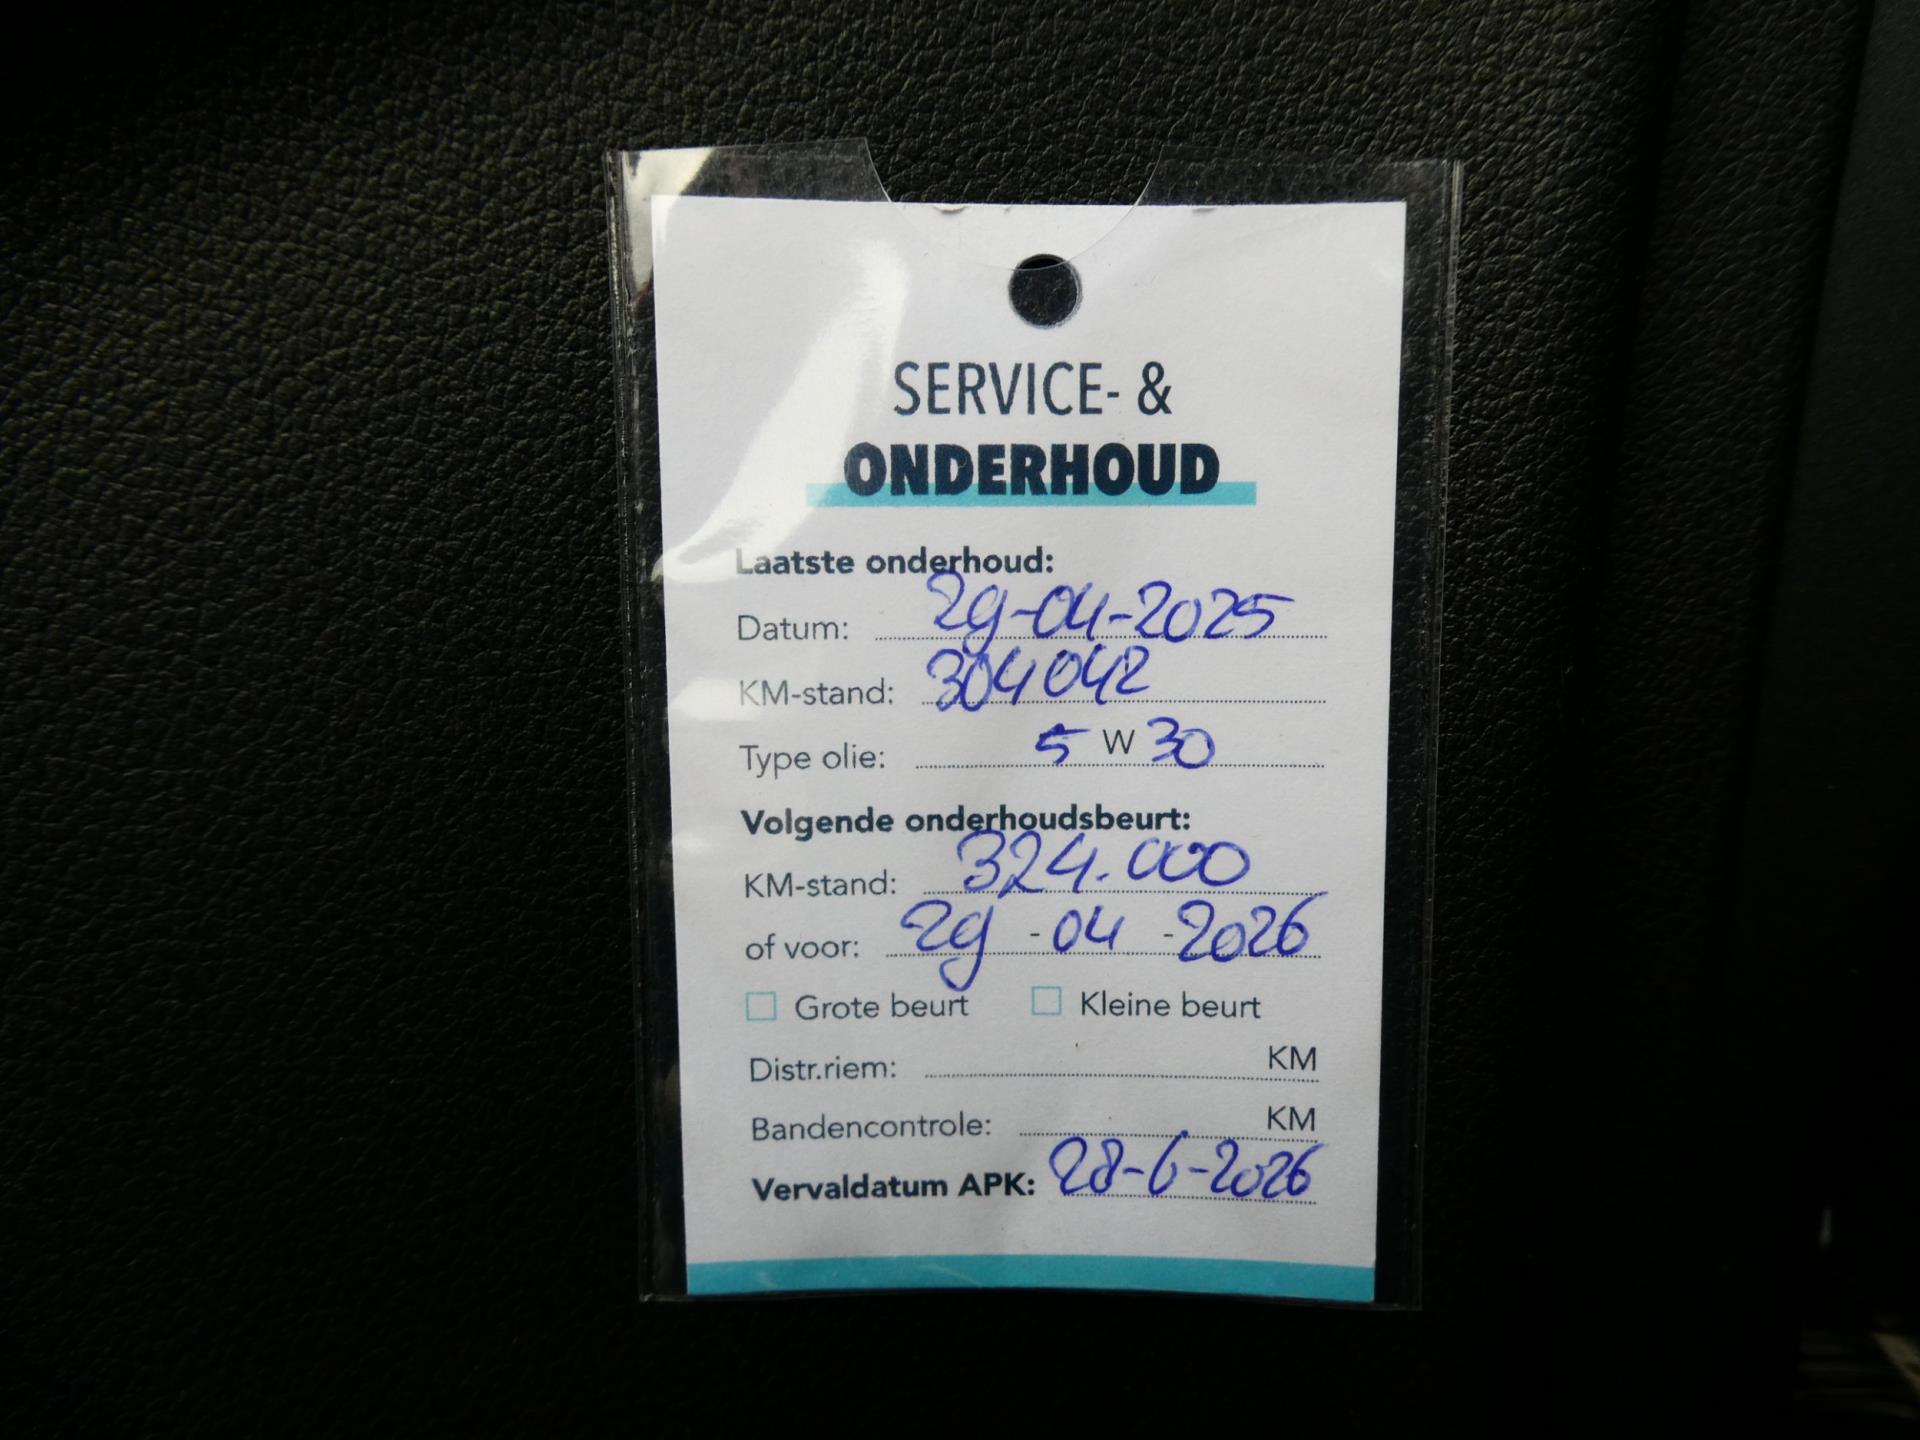 SERVICE- &
ONDERHOUD
Laatste onderhoud:
Datum: 29-04-2025
KM-stand: 304042
Type olie: 5 W 30
Volgende onderhoudsbeurt:
KM-stand: 324.000
of voor: 29 - 04 - 2026
Grote beurt Kleine beurt
Distr.riem: KM
Bandencontrole: KM
Vervaldatum APK: 28-6-2026